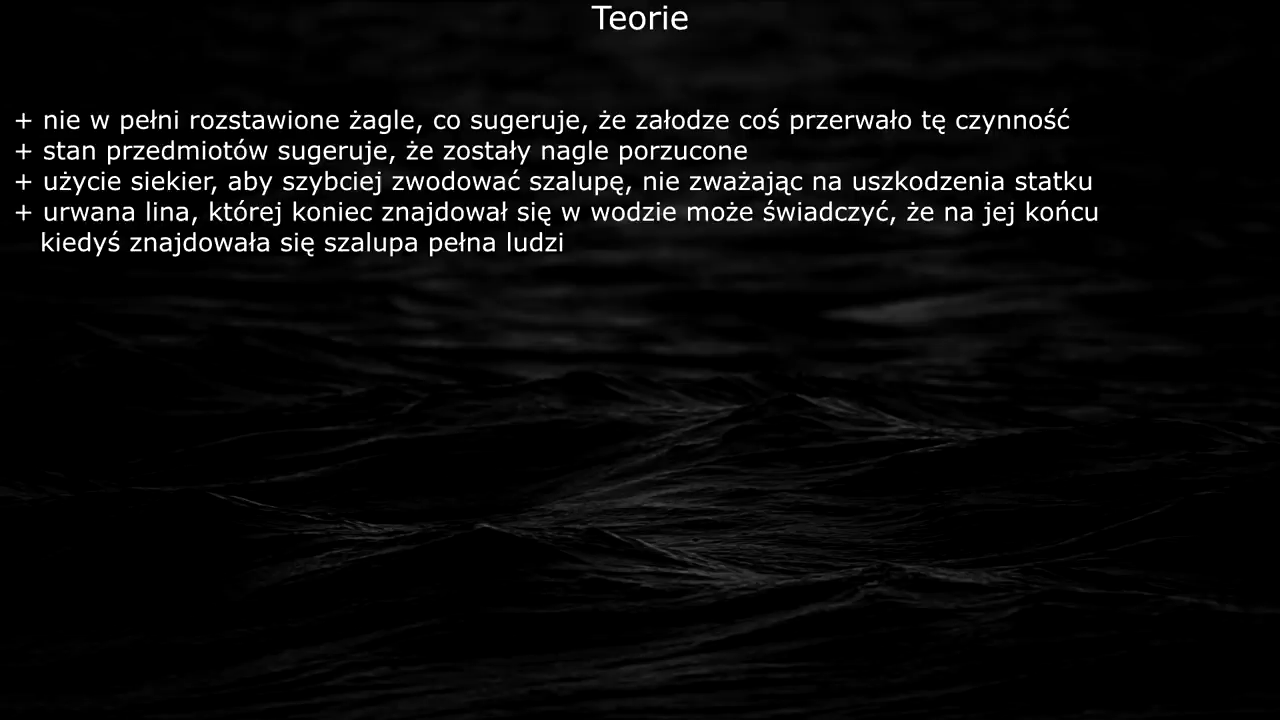 Teorie
+ nie w pełni rozstawione żagle, co sugeruje, że załodze coś przerwało tę czynność
+ stan przedmiotów sugeruje, że zostały nagle porzucone
+ użycie siekier, aby szybciej zwodować szalupę, nie zważając na uszkodzenia statku
+ urwana lina, której koniec znajdował się w wodzie może świadczyć, że na jej końcu
kiedyś znajdowała się szalupa pełna ludzi